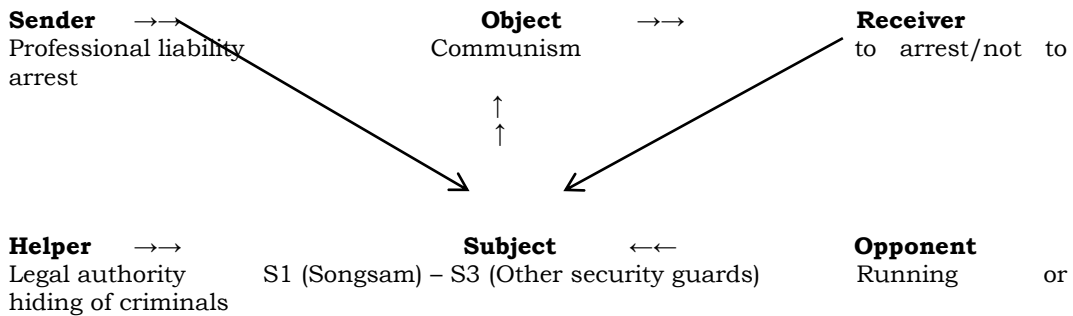 Sender →→ Object →→ Receiver
Professional liability Communism to arrest/not to
arrest
↑
↑
Helper →→ Subject ←← Opponent
Legal authority S1 (Songsam) – S3 (Other security guards) Running or
hiding of criminals